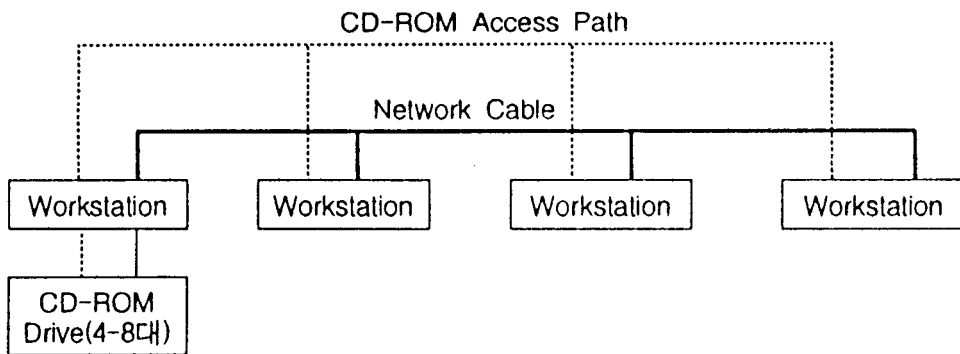 CD-ROM Access Path
Network Cable
Workstation
Workstation
Workstation
Workstation
CD-ROM
Drive(4-8대)